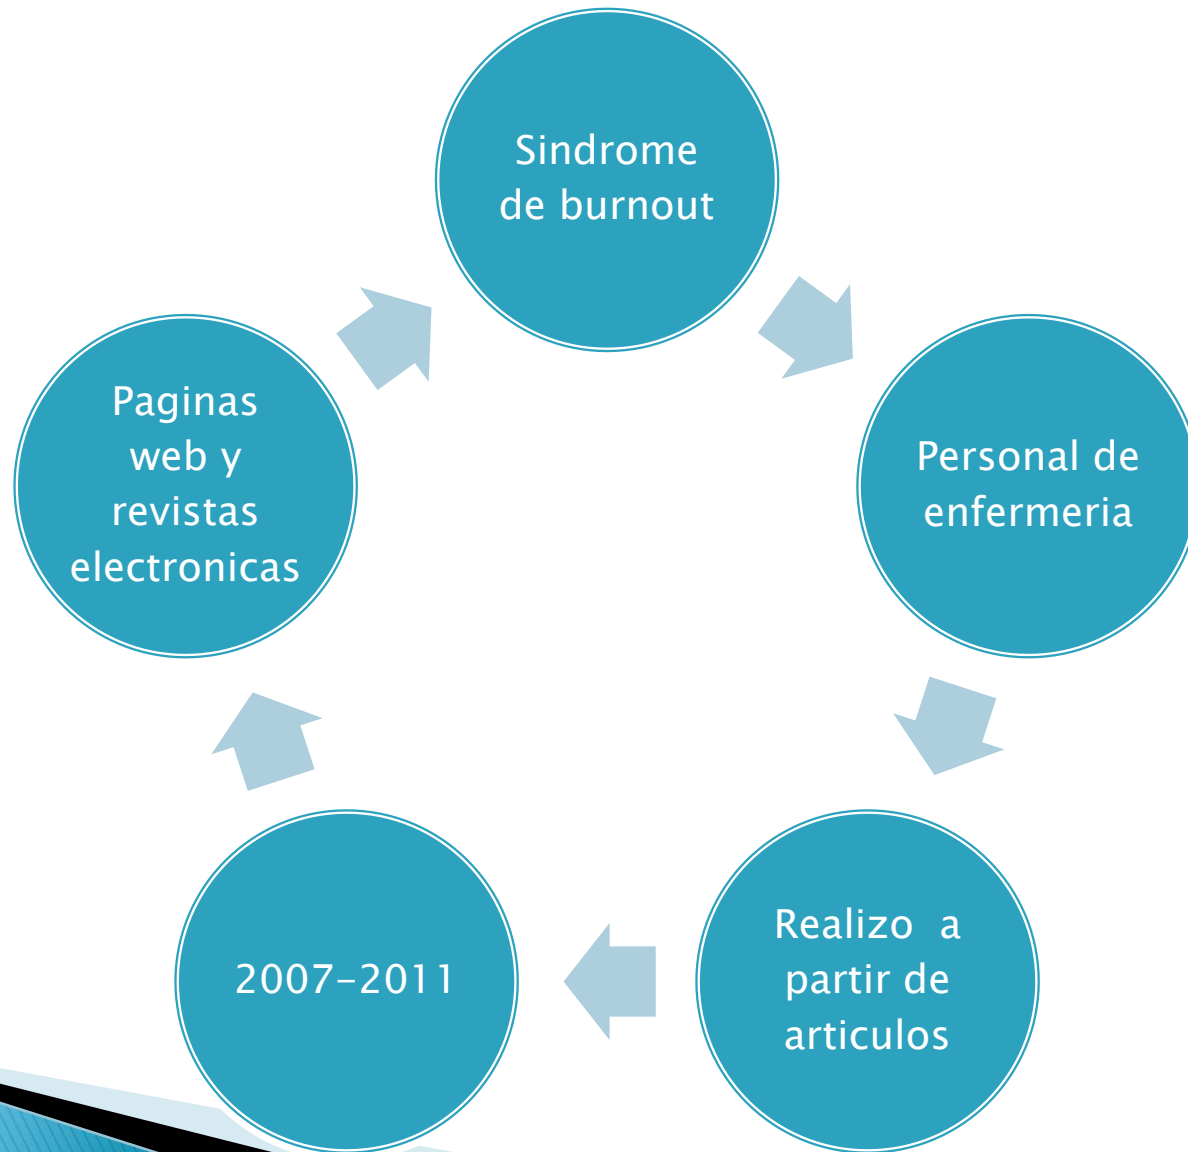 Sindrome
de burnout
Personal de
enfermeria
Realizo a
partir de
articulos
2007-2011
Paginas
web y
revistas
electronicas